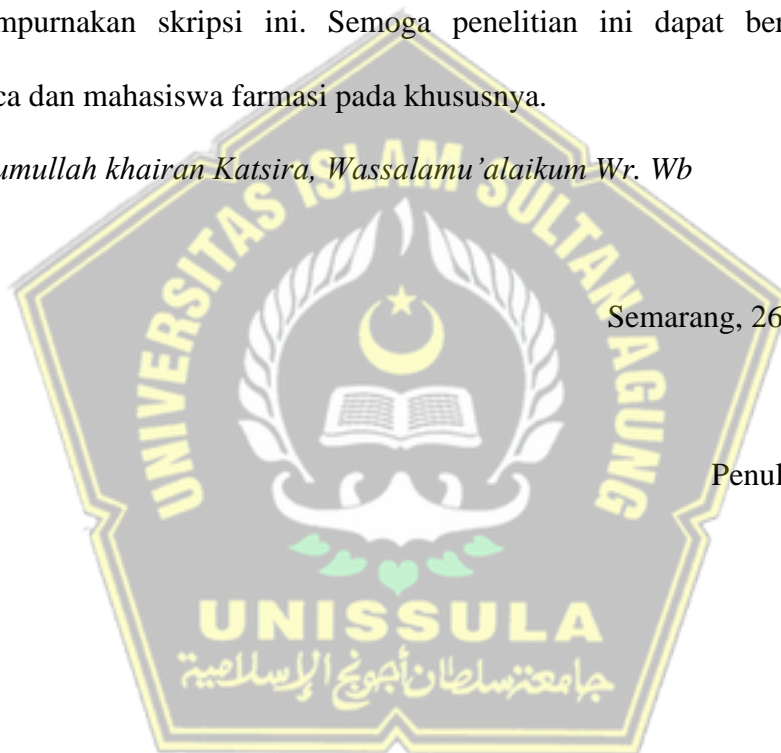 mpurnakan skripsi ini. Semoga penelitian ini dapat ber
ca dan mahasiswa farmasi pada khususnya.
umullah khairan Katsira, Wassalamu’alaikum Wr. Wb
UNIVERSITAS ISLAM SULTAN AGUNG
Semarang, 26
Penul
UNISSULA
جامعة سلطان أجونج الإسلامية